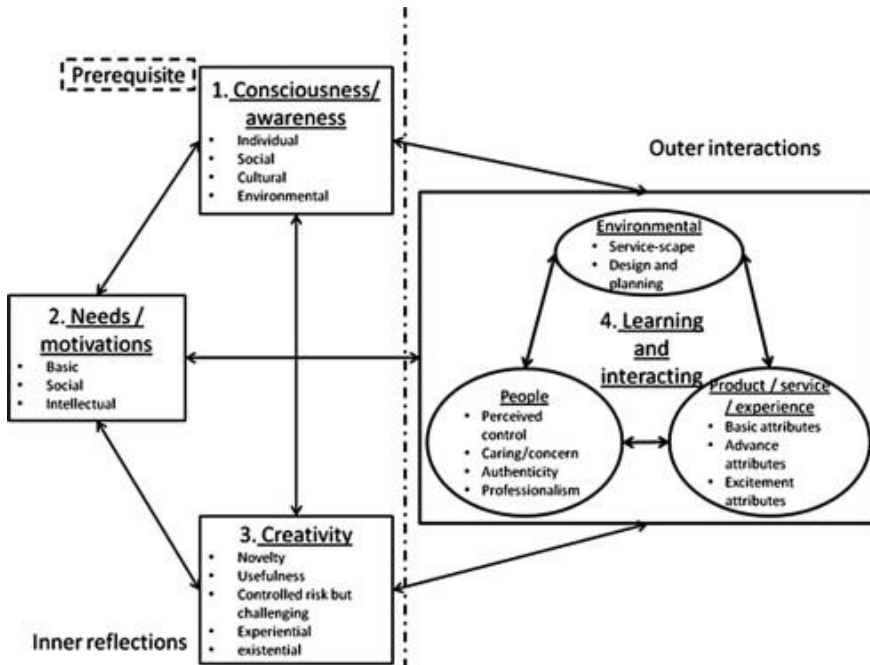 Prerequisite
1. Consciousness/
awareness
• Individual
• Social
• Cultural
• Environmental
Outer interactions
Environmental
• Service-scape
• Design and
planning
2. Needs /
motivations
• Basic
• Social
• Intellectual
4. Learning
and
interacting
People
• Perceived
control
• Caring/concern
• Authenticity
• Professionalism
Product / service
/ experience
• Basic attributes
• Advance
attributes
• Excitement
attributes
3. Creativity
• Novelty
• Usefulness
• Controlled risk but
challenging
• Experiential
• existential
Inner reflections